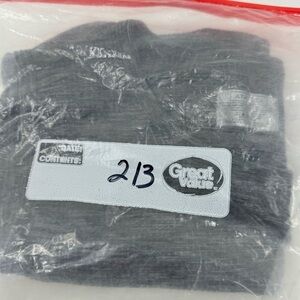 DATE:
CONTENTS:
213
Great
Value